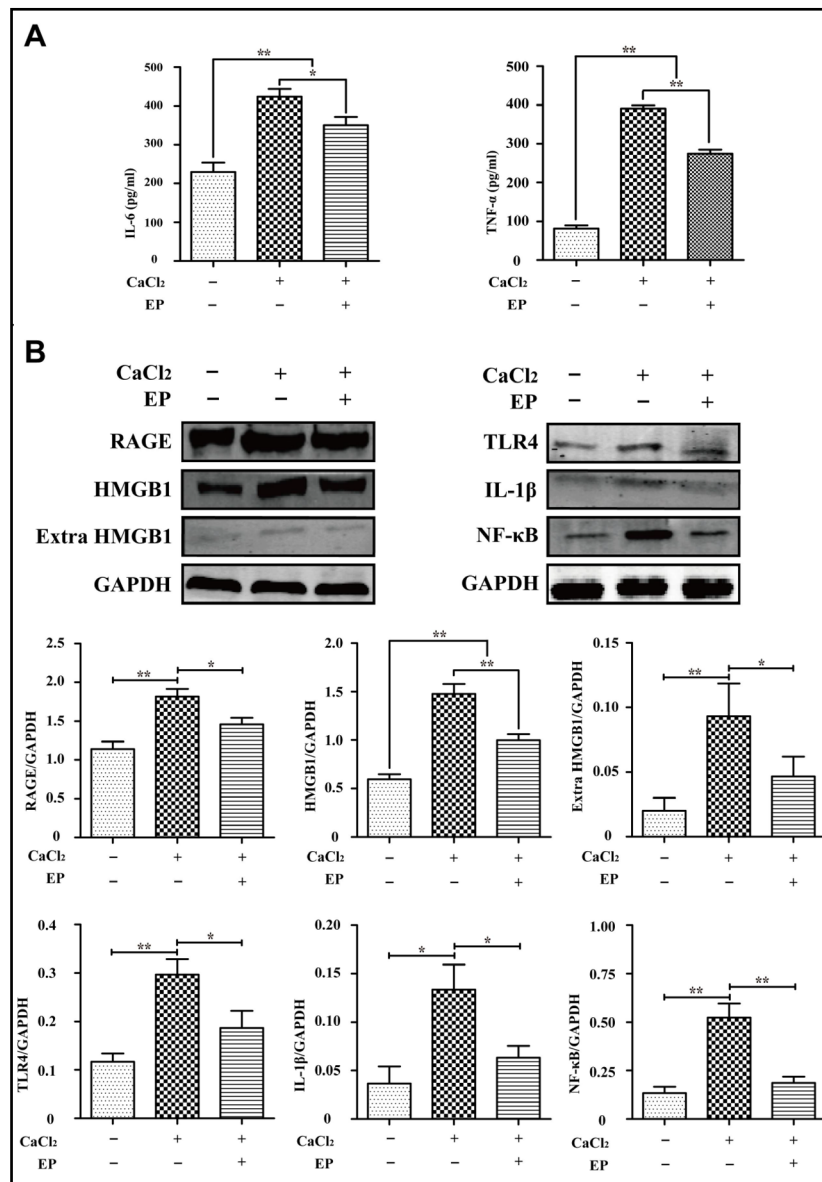 A
**
*
500
400
300
200
100
0
IL-6 (pg/ml)
CaCl₂ − + +
EP − − +
**
**
500
400
300
200
100
0
TNF-α (pg/ml)
CaCl₂ − + +
EP − − +
B
CaCl₂ − + +
EP − − +
RAGE
HMGB1
Extra HMGB1
GAPDH
CaCl₂ − + +
EP − − +
TLR4
IL-1β
NF-κB
GAPDH
** *
2.5
2.0
1.5
1.0
0.5
0
RAGE/GAPDH
CaCl₂ − + +
EP − − +
**
**
2.0
1.5
1.0
0.5
0
HMGB1/GAPDH
CaCl₂ − + +
EP − − +
** *
0.15
0.10
0.05
0
Extra HMGB1/GAPDH
CaCl₂ − + +
EP − − +
** *
0.4
0.3
0.2
0.1
0
TLR4/GAPDH
CaCl₂ − + +
EP − − +
* *
0.20
0.15
0.10
0.05
0
IL-1β/GAPDH
CaCl₂ − + +
EP − − +
** **
1.00
0.75
0.50
0.25
0
NF-κB/GAPDH
CaCl₂ − + +
EP − − +